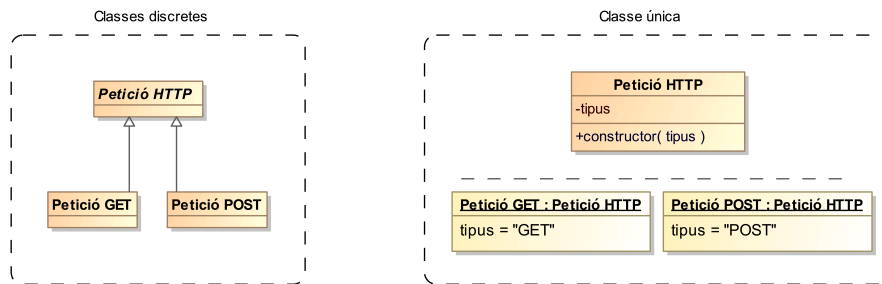 Classes discretes
Petició HTTP
Petició GET
Petició POST
Classe única
Petició HTTP
-tipus
+constructor( tipus )
Petició GET : Petició HTTP
tipus = "GET"
Petició POST : Petició HTTP
tipus = "POST"